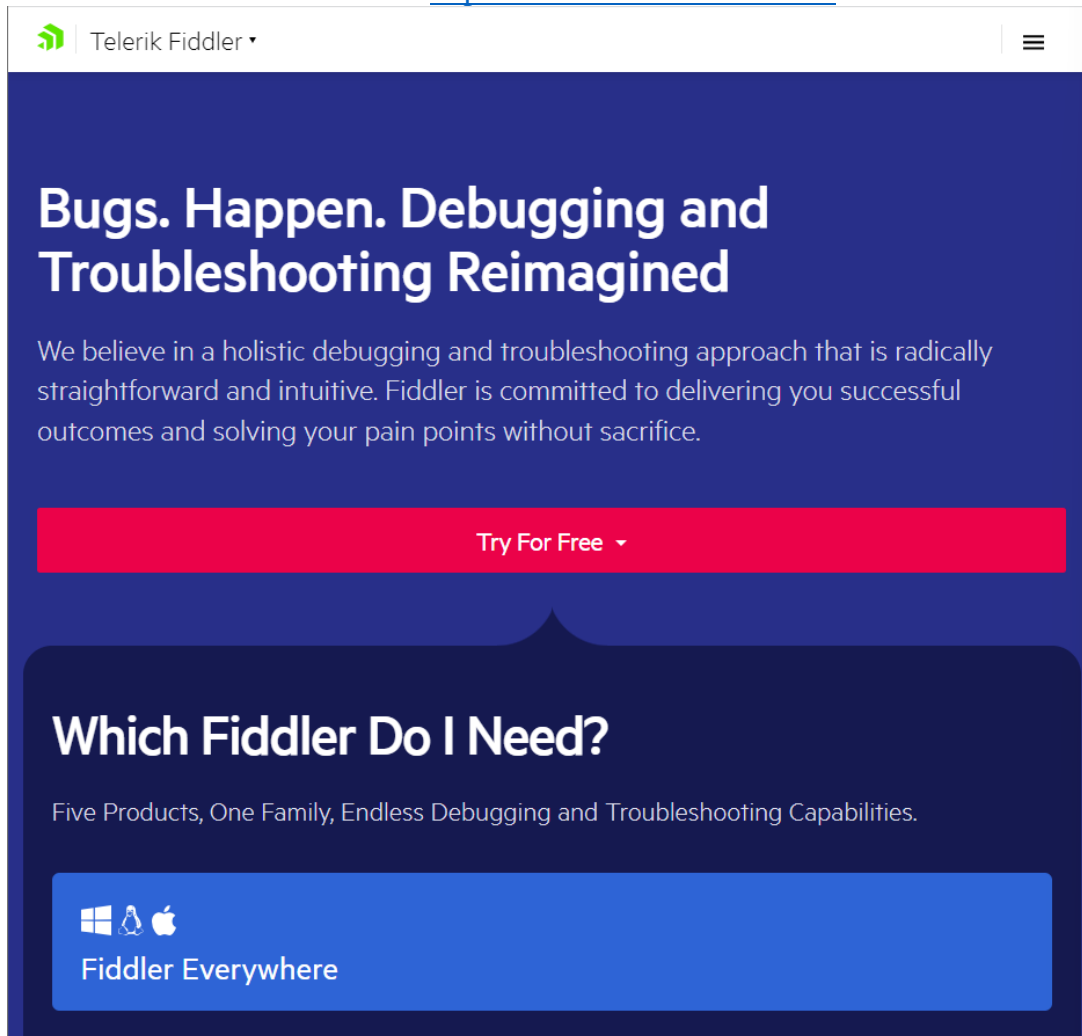 Telerik Fiddler
Bugs. Happen. Debugging and
Troubleshooting Reimagined
We believe in a holistic debugging and troubleshooting approach that is radically
straightforward and intuitive. Fiddler is committed to delivering you successful
outcomes and solving your pain points without sacrifice.
Try For Free
Which Fiddler Do I Need?
Five Products, One Family, Endless Debugging and Troubleshooting Capabilities.
Fiddler Everywhere